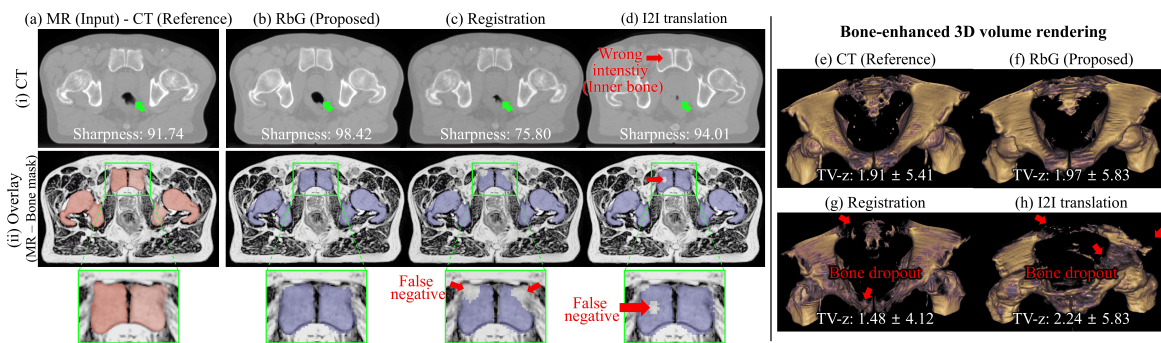 (a) MR (Input) - CT (Reference)
(b) RbG (Proposed)
(c) Registration
(d) I2I translation
(i) CT
Sharpness: 91.74
Sharpness: 98.42
Sharpness: 75.80
Wrong
intenstiy
(Inner bone)
Sharpness: 94.01
(ii) Overlay
(MR – Bone mask)
False
negative
False
negative
Bone-enhanced 3D volume rendering
(e) CT (Reference)
(f) RbG (Proposed)
TV-z: 1.91 ± 5.41
TV-z: 1.97 ± 5.83
(g) Registration
(h) I2I translation
Bone dropout
Bone dropout
TV-z: 1.48 ± 4.12
TV-z: 2.24 ± 5.83